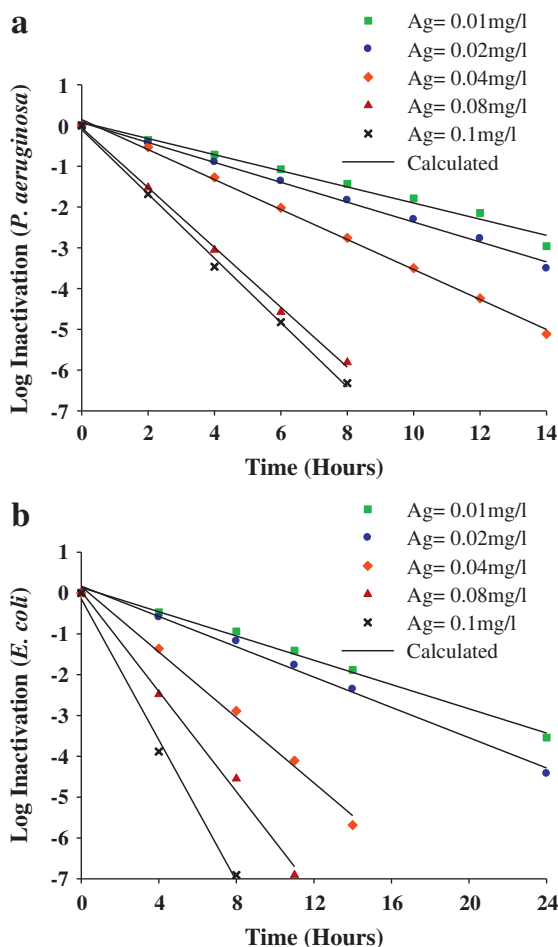 a
Ag= 0.01mg/l
Ag= 0.02mg/l
Ag= 0.04mg/l
Ag= 0.08mg/l
Ag= 0.1mg/l
Calculated
Log Inactivation (P. aeruginosa)
1
0
-1
-2
-3
-4
-5
-6
-7
0 2 4 6 8 10 12 14
Time (Hours)
b
Ag= 0.01mg/l
Ag= 0.02mg/l
Ag= 0.04mg/l
Ag= 0.08mg/l
Ag= 0.1mg/l
Calculated
Log Inactivation (E. coli)
1
0
-1
-2
-3
-4
-5
-6
-7
0 4 8 12 16 20 24
Time (Hours)